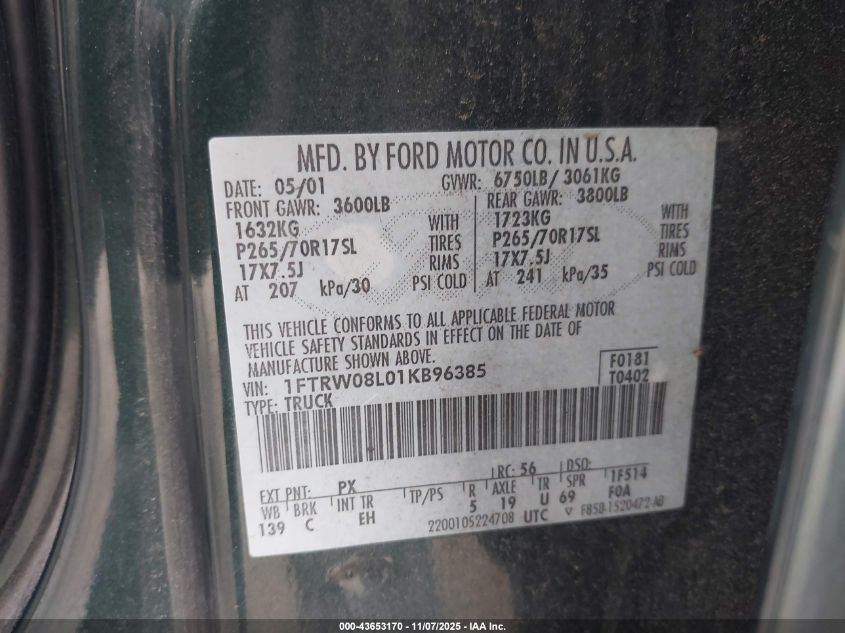 MFD. BY FORD MOTOR CO. IN U.S.A.
DATE: 05/01 GVWR: 6750LB/ 3061KG
FRONT GAWR: 3600LB REAR GAWR: 3800LB
1632KG WITH 1723KG WITH
P265/70R17SL TIRES P265/70R17SL TIRES
17X7.5J RIMS 17X7.5J RIMS
AT 207 kPa/30 PSI COLD AT 241 kPa/35 PSI COLD
THIS VEHICLE CONFORMS TO ALL APPLICABLE FEDERAL MOTOR
VEHICLE SAFETY STANDARDS IN EFFECT ON THE DATE OF
MANUFACTURE SHOWN ABOVE.
VIN: 1FTRW08L01KB96385 F0181
TYPE: TRUCK T0402
EXT PNT: PX RC: 56 DSO:
WB BRK INT TR TP/PS R AXLE TR SPR 1F514
139 C EH 5 19 U 69 FOA
2200105224708 UTC F85B-1520472-AB
000-43653170 - 11/07/2025 - IAA Inc.